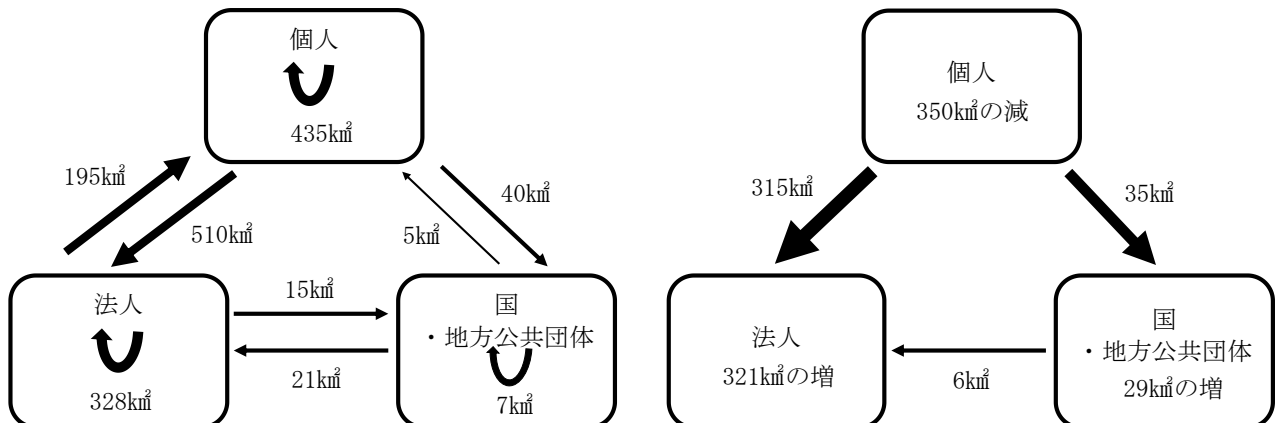 個人
435㎢
195㎢
510㎢
40㎢
5㎢
法人
328㎢
15㎢
21㎢
国
・地方公共団体
7㎢
個人
350㎢の減
315㎢
35㎢
法人
321㎢の増
6㎢
国
・地方公共団体
29㎢の増